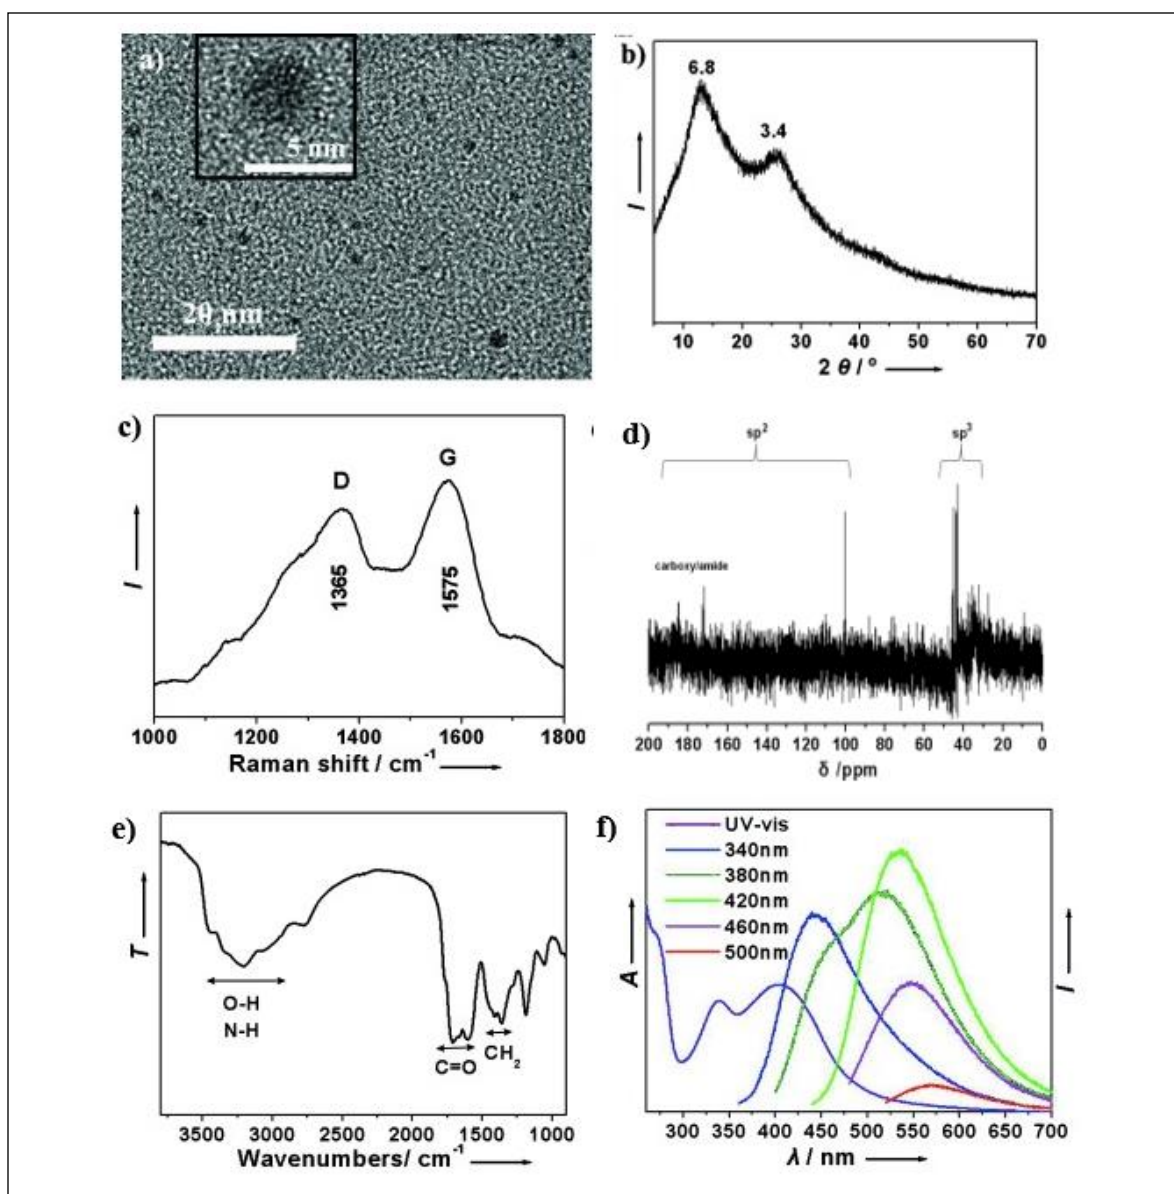 a)
5 nm
20 nm
b)
6.8
3.4
I
10 20 30 40 50 60 70
2 θ / °
c)
D
G
1365
1575
I
1000 1200 1400 1600 1800
Raman shift / cm-1
d)
sp2
sp3
carboxy/amide
200 180 160 140 120 100 80 60 40 20 0
δ /ppm
e)
T
O-H
N-H
C=O
CH2
3500 3000 2500 2000 1500 1000
Wavenumbers/ cm-1
f)
UV-vis
340nm
380nm
420nm
460nm
500nm
A
I
300 350 400 450 500 550 600 650 700
λ / nm